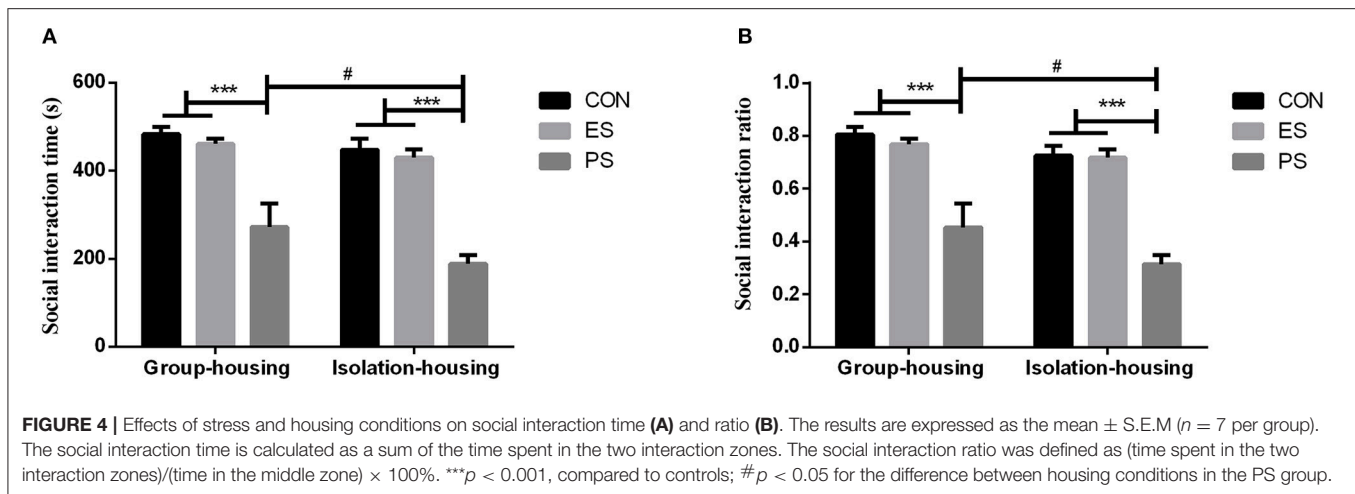 A
B
Social interaction time (s)
600
400
200
0
***
#
***
CON
ES
PS
Group-housing
Isolation-housing
Social interaction ratio
1.0
0.8
0.6
0.4
0.2
0.0
***
#
***
CON
ES
PS
Group-housing
Isolation-housing
FIGURE 4 | Effects of stress and housing conditions on social interaction time (A) and ratio (B). The results are expressed as the mean ± S.E.M (n = 7 per group).
The social interaction time is calculated as a sum of the time spent in the two interaction zones. The social interaction ratio was defined as (time spent in the two
interaction zones)/(time in the middle zone) × 100%. ***p < 0.001, compared to controls; #p < 0.05 for the difference between housing conditions in the PS group.